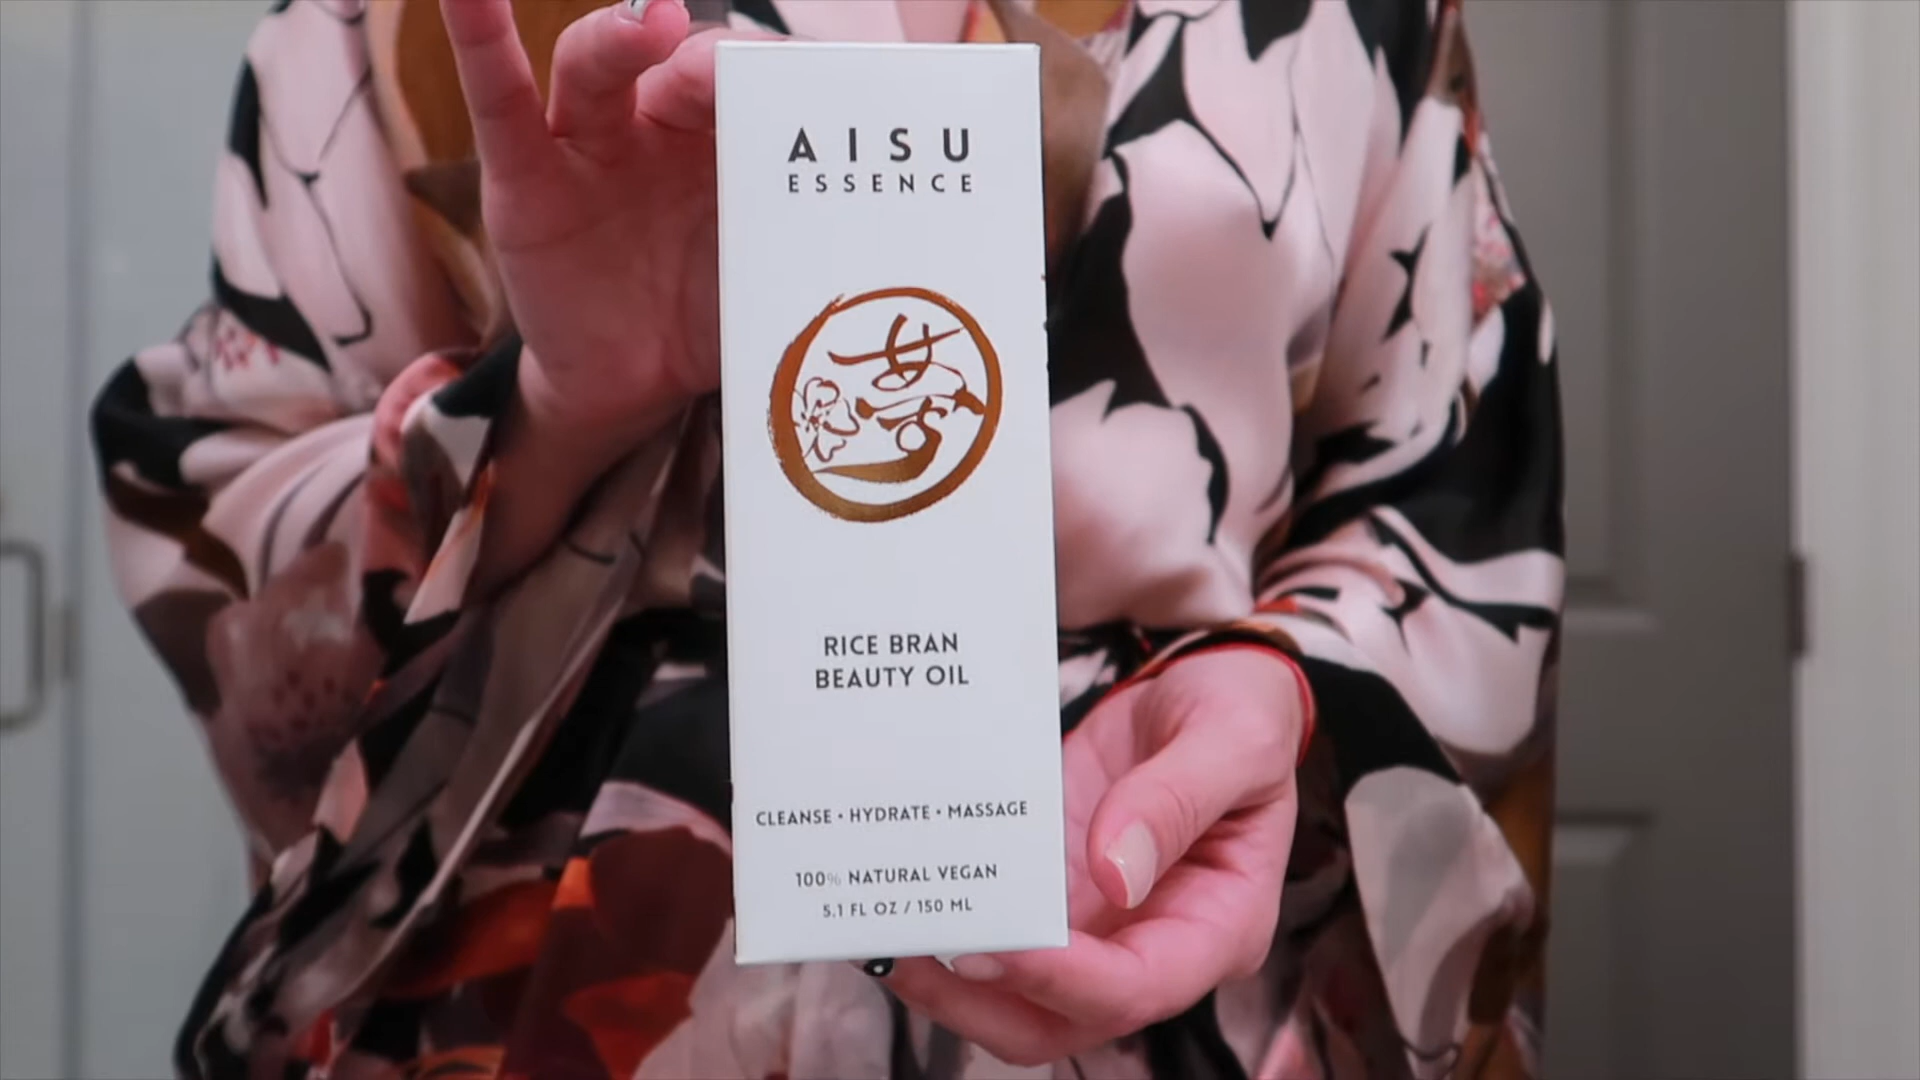 AISU
ESSENCE
RICE BRAN
BEAUTY OIL
CLEANSE • HYDRATE • MASSAGE
100% NATURAL VEGAN
5.1 FL OZ / 150 ML